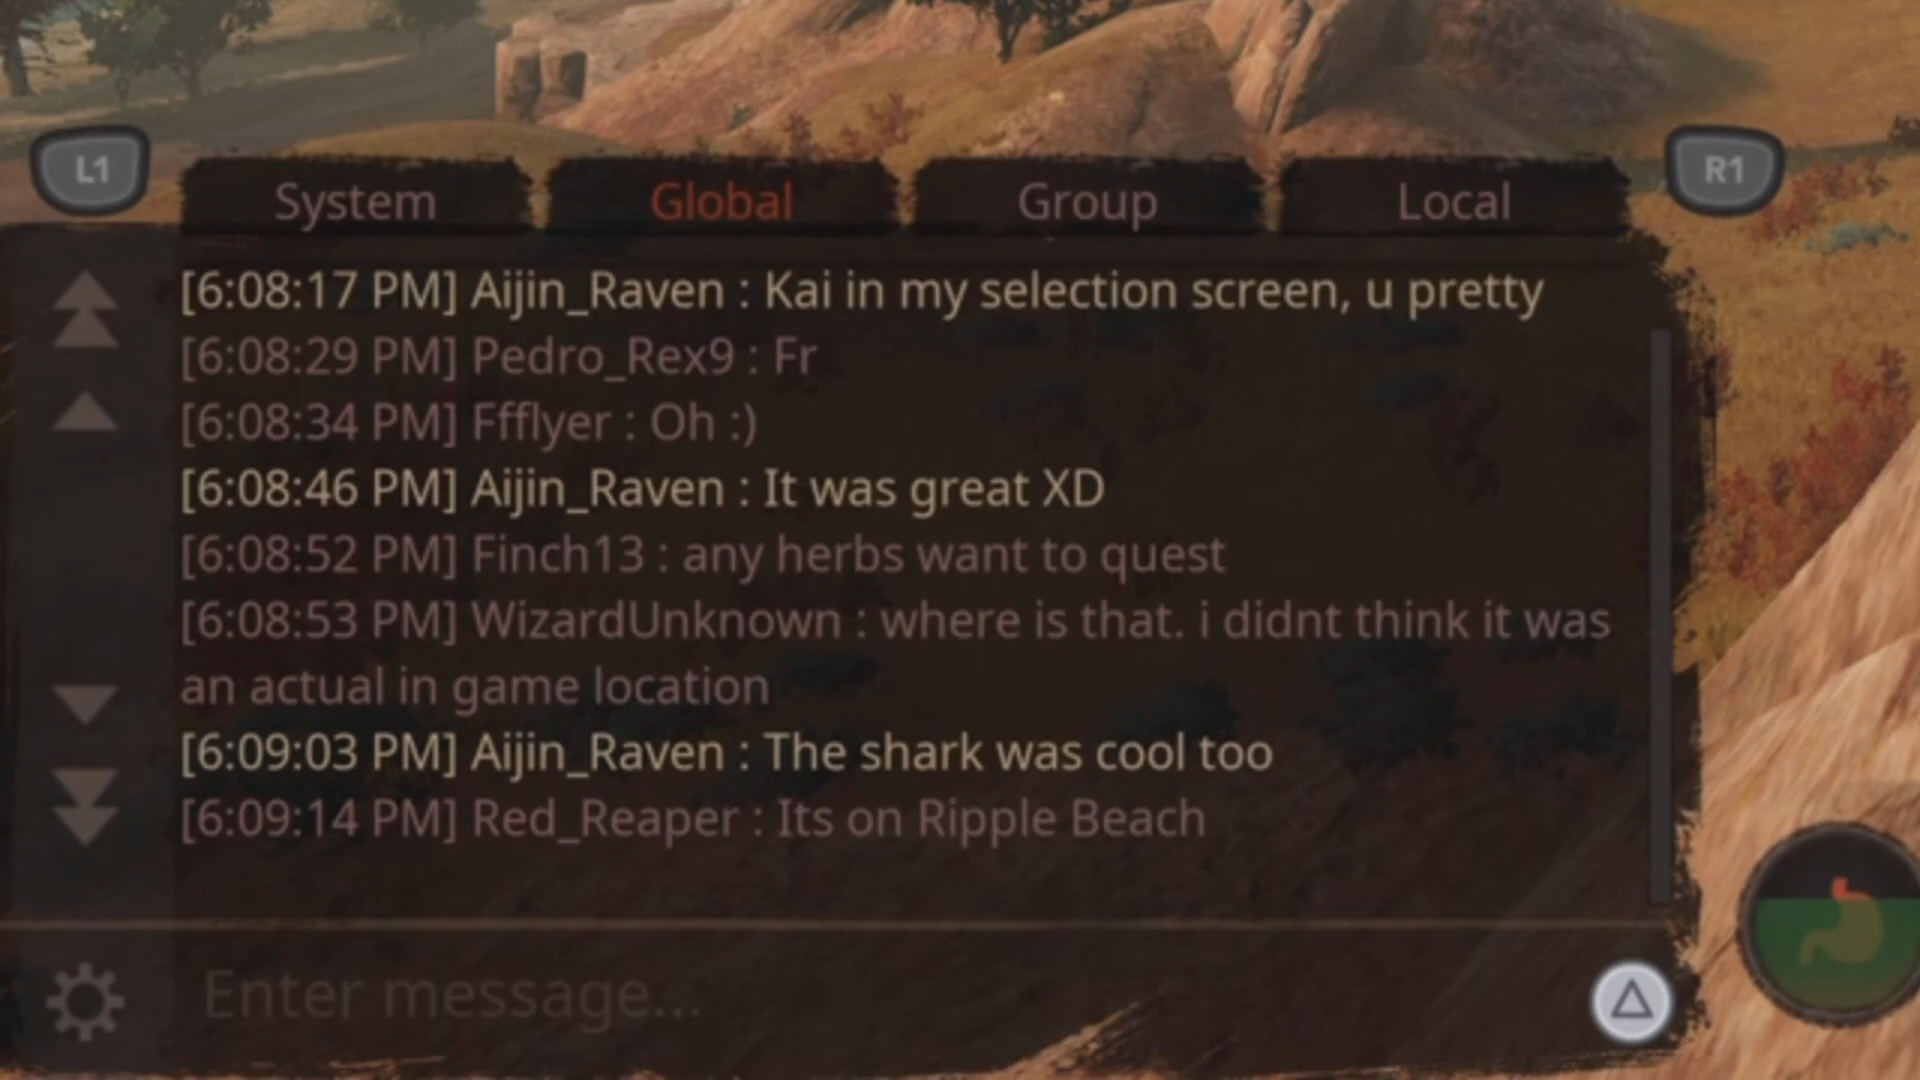 L1
R1
System
Global
Group
Local
[6:08:17 PM] Aijin_Raven : Kai in my selection screen, u pretty
[6:08:29 PM] Pedro_Rex9 : Fr
[6:08:34 PM] Ffflyer : Oh :)
[6:08:46 PM] Aijin_Raven : It was great XD
[6:08:52 PM] Finch13 : any herbs want to quest
[6:08:53 PM] WizardUnknown : where is that. i didnt think it was
an actual in game location
[6:09:03 PM] Aijin_Raven : The shark was cool too
[6:09:14 PM] Red_Reaper : Its on Ripple Beach
Enter message...